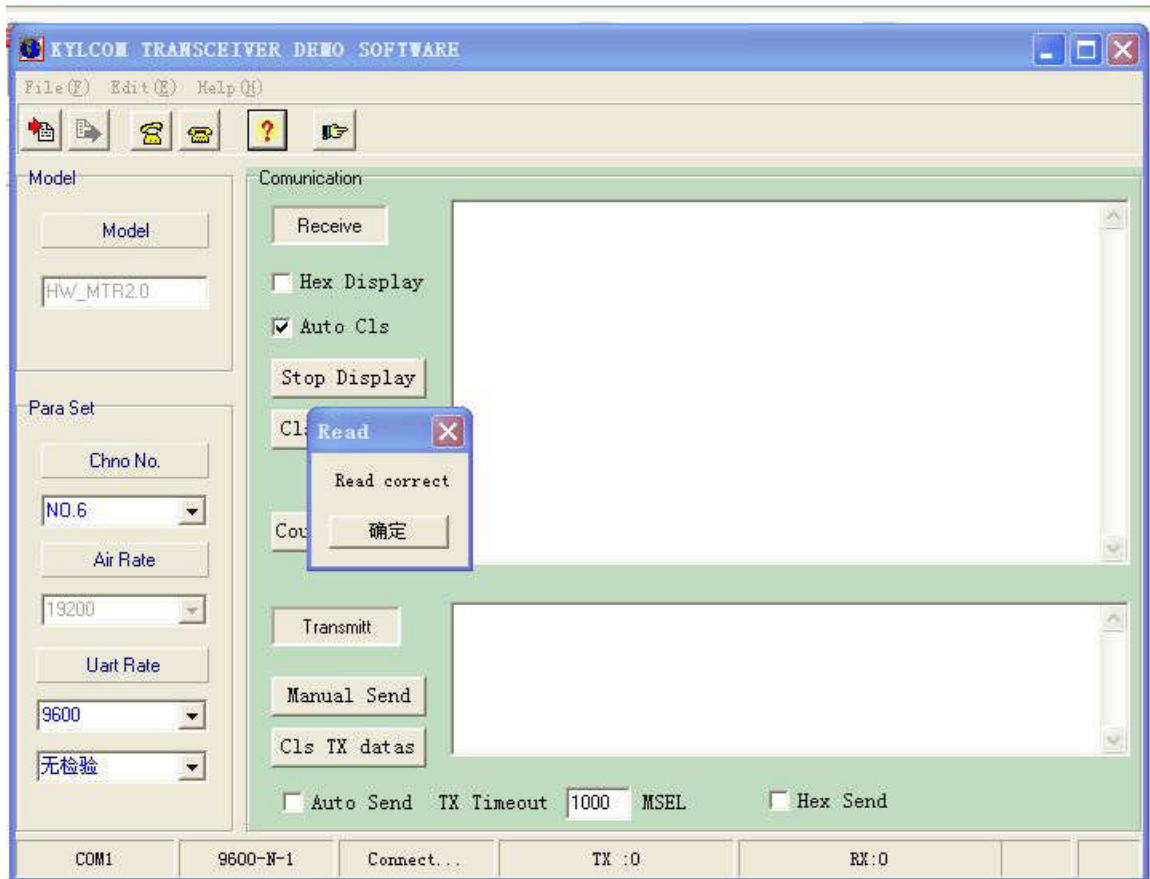 KYLCOM TRANSCEIVER DEMO SOFTWARE
File(F) Edit(E) Help(H)
?
Model
Model
HW_MTR2.0
Para Set
Chno No.
NO.6
Air Rate
19200
Uart Rate
9600
无检验
Comunication
Receive
Hex Display
Auto Cls
Stop Display
Read
Read correct
确定
Transmitt
Manual Send
Cls TX datas
Auto Send TX Timeout 1000 MSEL Hex Send
COM1 9600-N-1 Connect... TX :0 RX:0